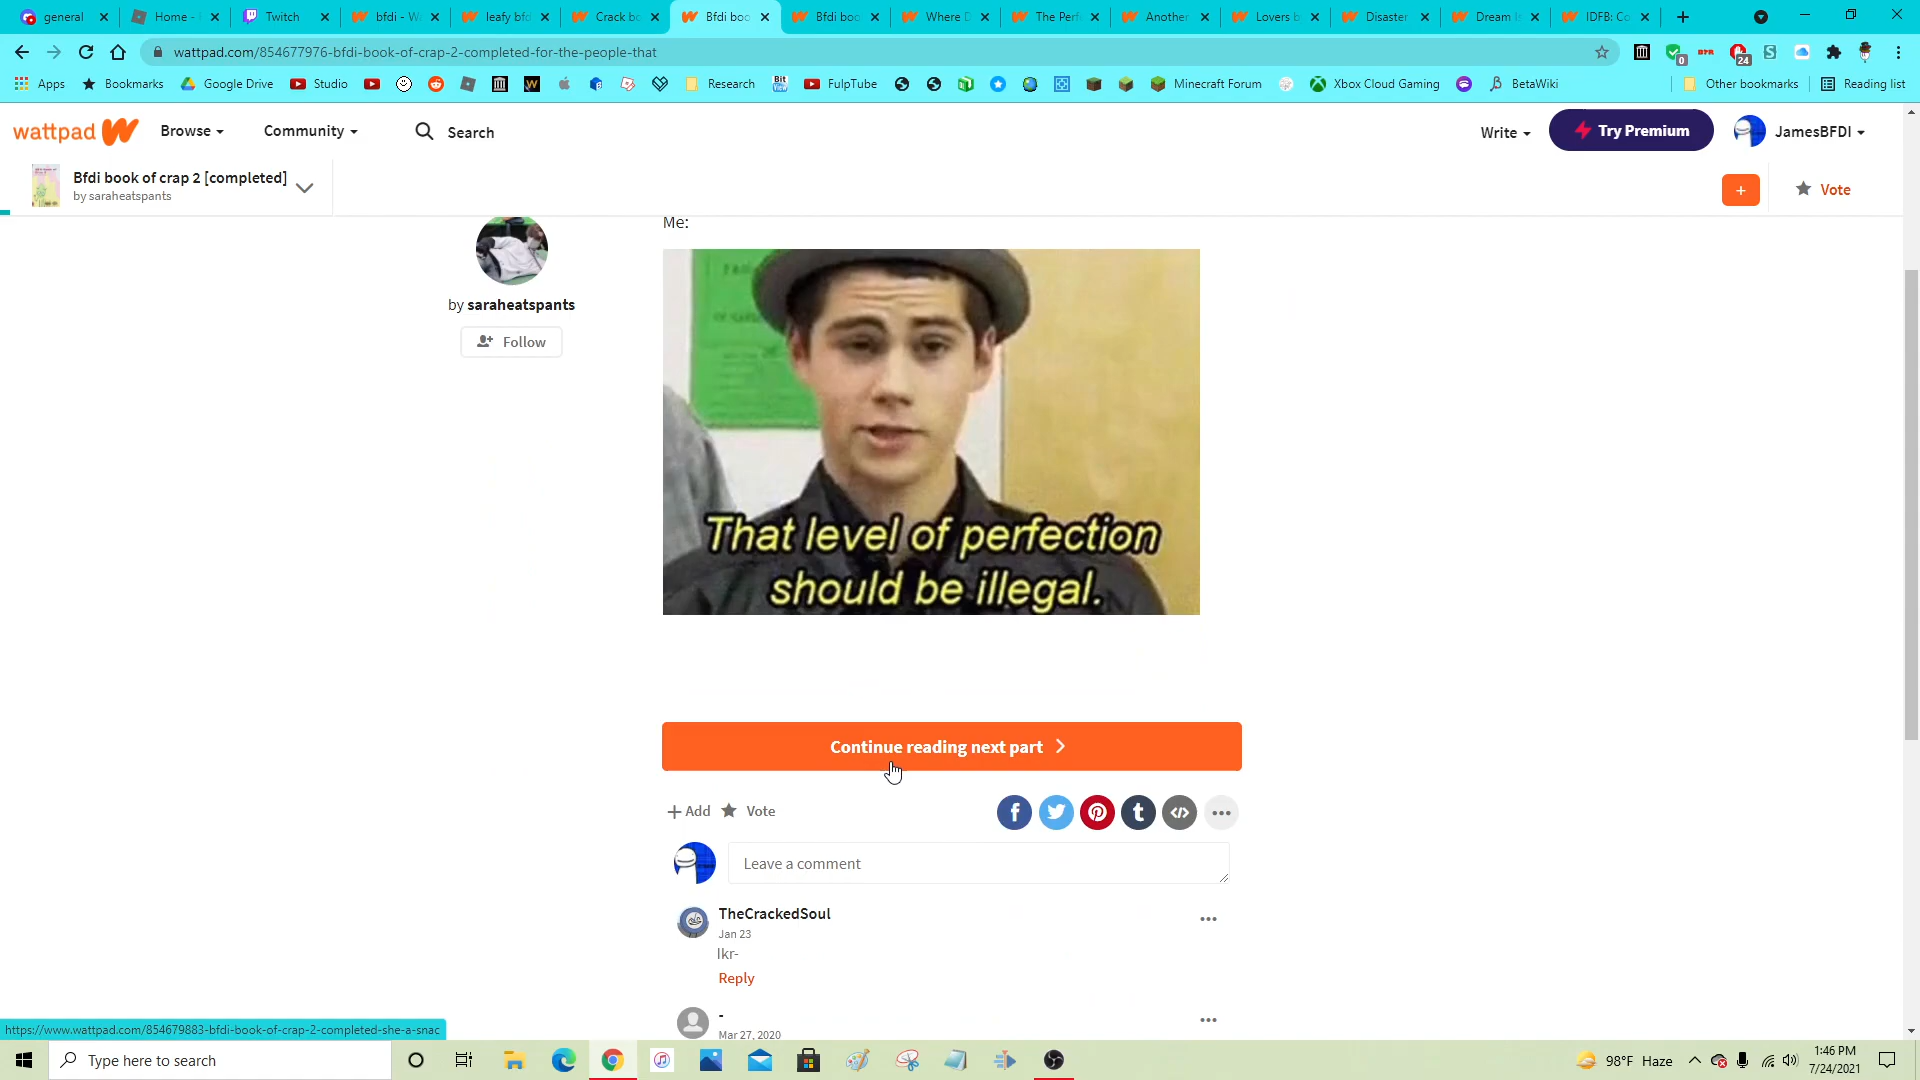 general
Home -
Twitch
bfdi - W
leafy bfd
Crack bo
Bfdi boo
Bfdi boo
Where D
The Perf
Another
Lovers b
Disaster
Dream
IDFB: Co
wattpad.com/854677976-bfdi-book-of-crap-2-completed-for-the-people-that
0
24
Apps
Bookmarks
Google Drive
Studio
Research
Bit
View
FulpTube
Minecraft Forum
Xbox Cloud Gaming
BetaWiki
Other bookmarks
Reading list
wattpad
Browse
Community
Search
Write
Try Premium
JamesBFDI
Bfdi book of crap 2 [completed]
by saraheatspants
+
Vote
Me:
by saraheatspants
Follow
That level of perfection
should be illegal.
Continue reading next part
Add
Vote
Leave a comment
TheCrackedSoul
Jan 23
Ikr-
Reply
-
Mar 27, 2020
https://www.wattpad.com/854679883-bfdi-book-of-crap-2-completed-she-a-snac
Type here to search
98°F Haze
1:46 PM
7/24/2021